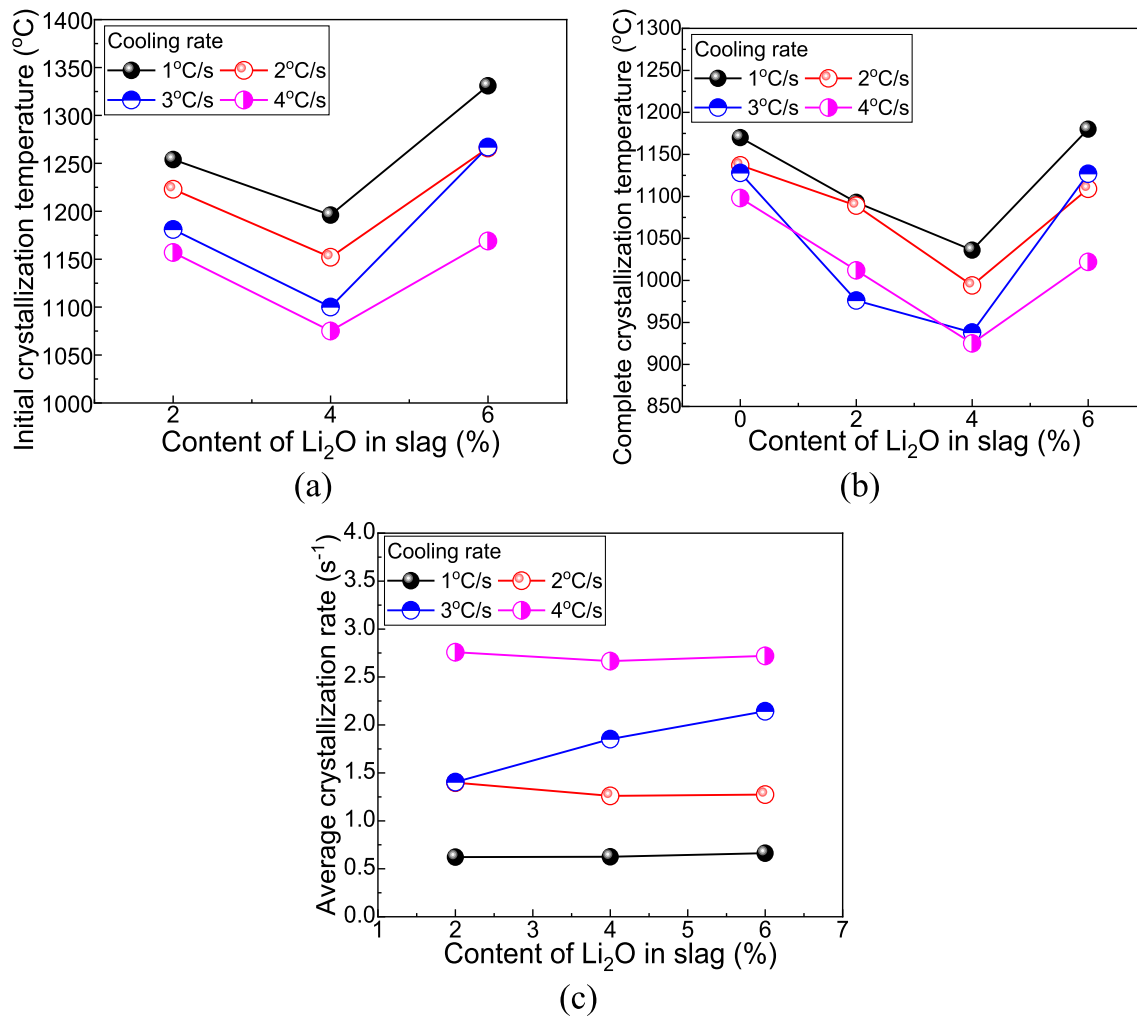 Initial crystallization temperature (°C)
1400
1350
1300
1250
1200
1150
1100
1050
1000
Cooling rate
1°C/s 2°C/s
3°C/s 4°C/s
2 4 6
Content of Li₂O in slag (%)
(a)
Complete crystallization temperature (°C)
1300
1250
1200
1150
1100
1050
1000
950
900
850
Cooling rate
1°C/s 2°C/s
3°C/s 4°C/s
0 2 4 6
Content of Li₂O in slag (%)
(b)
Average crystallization rate (s⁻¹)
4.0
3.5
3.0
2.5
2.0
1.5
1.0
0.5
0.0
Cooling rate
1°C/s 2°C/s
3°C/s 4°C/s
1 2 3 4 5 6 7
Content of Li₂O in slag (%)
(c)